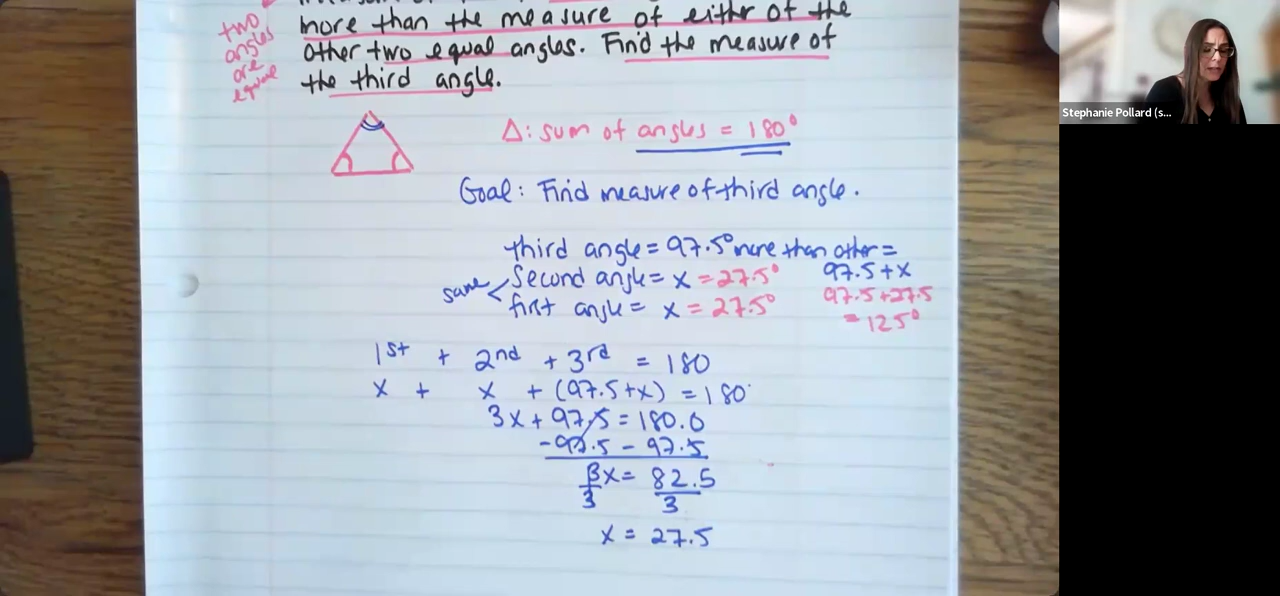 two
angles
are
equal
more than the measure of either of the
other two equal angles. Find the measure of
the third angle.
Δ: sum of angles = 180°
Goal: Find measure of third angle.
third angle = 97.5° more than other =
97.5+x
same < Second angle = x = 27.5°
97.5+27.5
first angle = x = 27.5°
= 125°
1st + 2nd + 3rd = 180
x + x + (97.5+x) = 180
3x + 97.5 = 180.0
-97.5 - 97.5
3x = 82.5
3 3
x = 27.5
Stephanie Pollard (s...